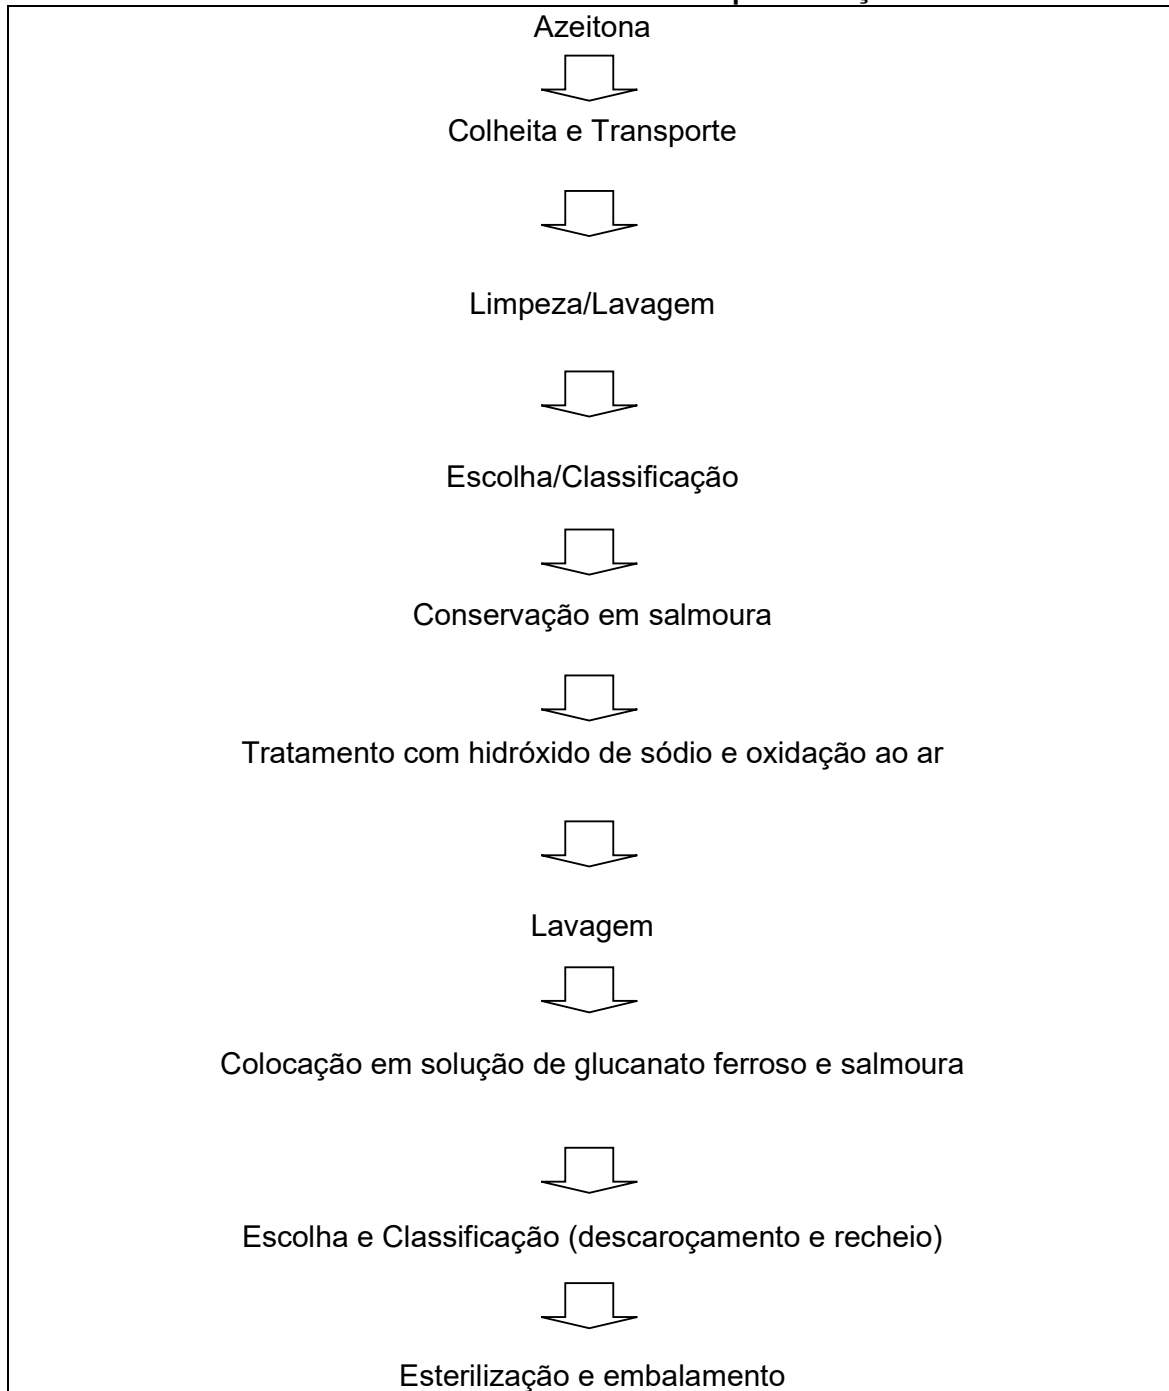 Azeitona
Colheita e Transporte
Limpeza/Lavagem
Escolha/Classificação
Conservação em salmoura
Tratamento com hidróxido de sódio e oxidação ao ar
Lavagem
Colocação em solução de glucanato ferroso e salmoura
Escolha e Classificação (descaroçamento e recheio)
Esterilização e embalamento